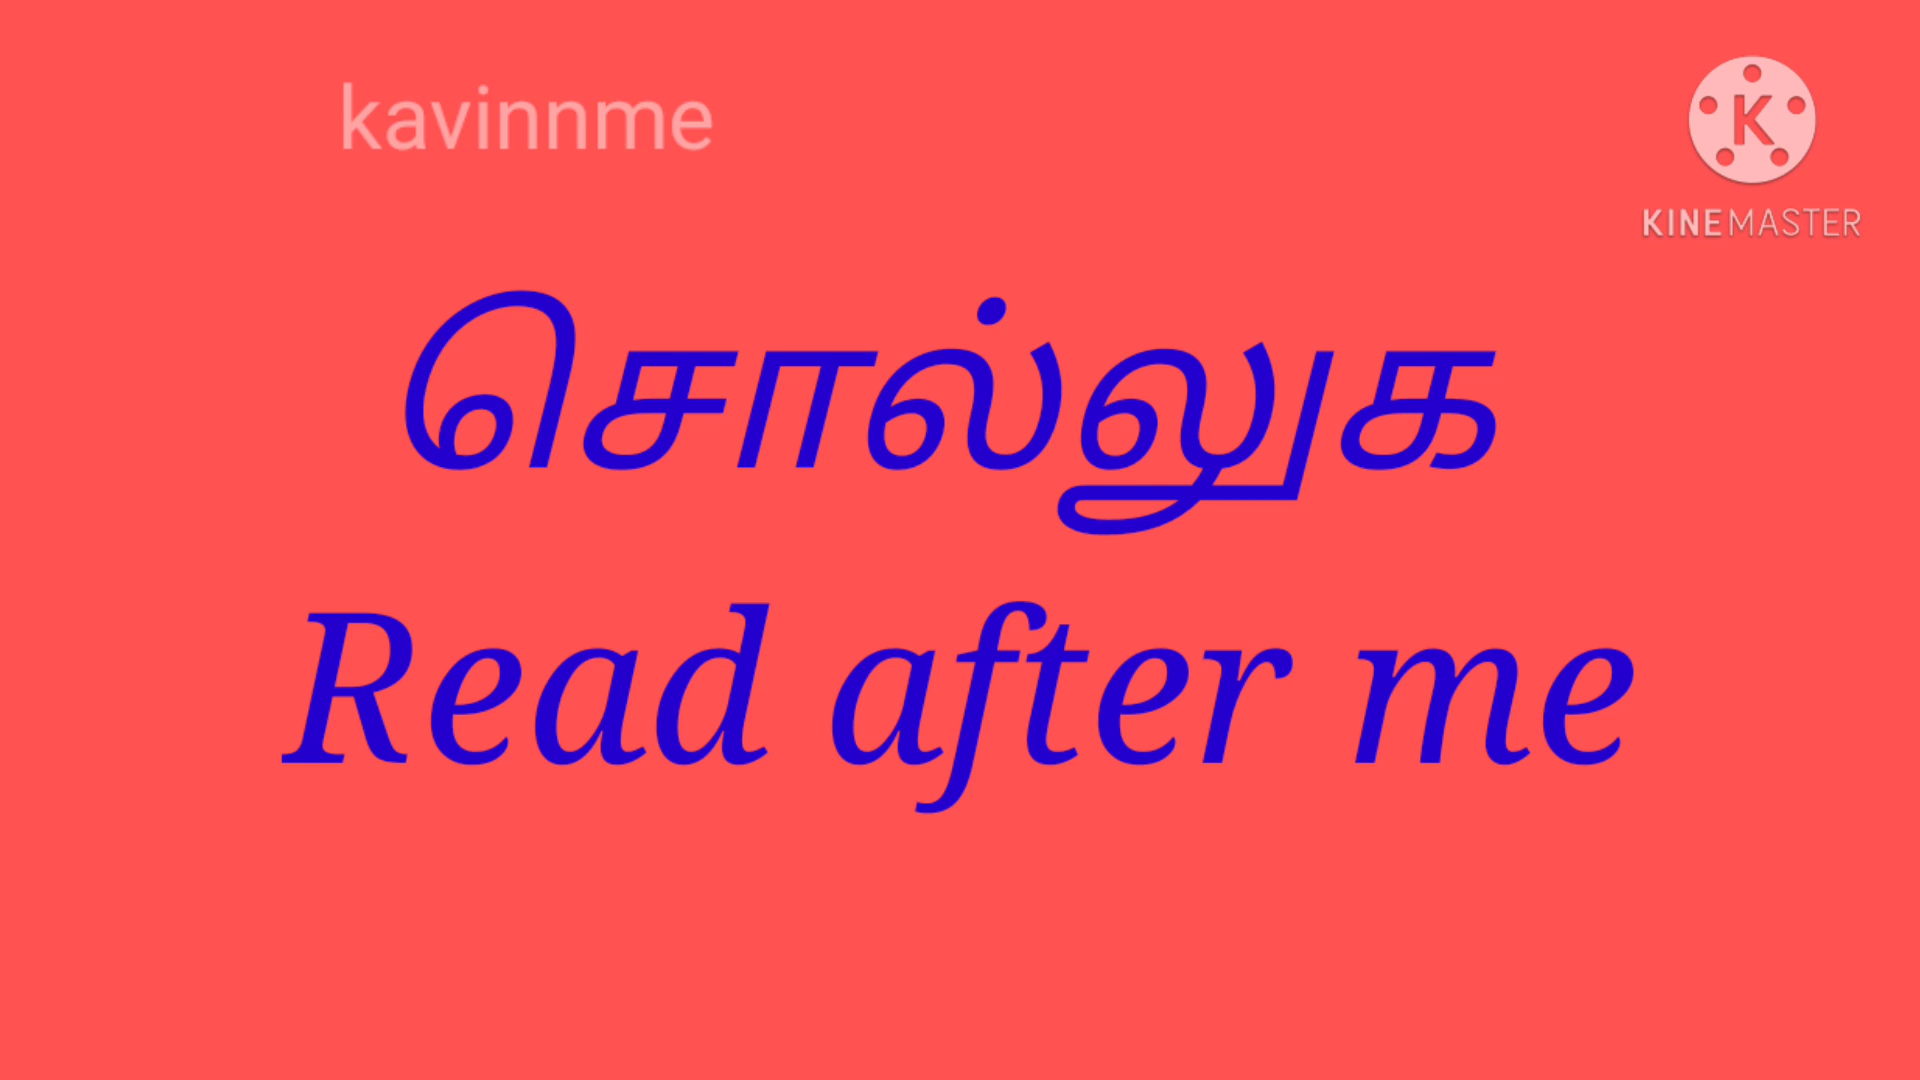 kavinnme
KINEMASTER
சொல்லுக
Read after me